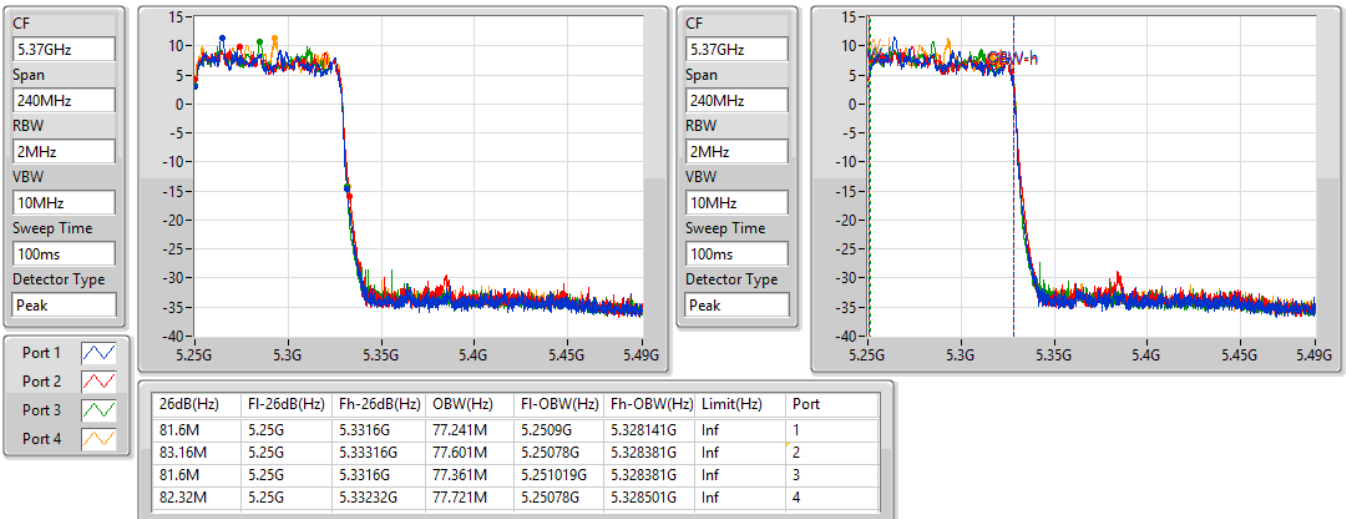 CF
5.37GHz
Span
240MHz
RBW
2MHz
VBW
10MHz
Sweep Time
100ms
Detector Type
Peak
15
10
5
0
-5
-10
-15
-20
-25
-30
-35
-40
5.25G 5.3G 5.35G 5.4G 5.45G 5.49G
CF
5.37GHz
Span
240MHz
RBW
2MHz
VBW
10MHz
Sweep Time
100ms
Detector Type
Peak
15
10
5
0
-5
-10
-15
-20
-25
-30
-35
-40
OBW-h
5.25G 5.3G 5.35G 5.4G 5.45G 5.49G
Port 1
Port 2
Port 3
Port 4
26dB(Hz) Fl-26dB(Hz) Fh-26dB(Hz) OBW(Hz) Fl-OBW(Hz) Fh-OBW(Hz) Limit(Hz) Port
81.6M 5.25G 5.3316G 77.241M 5.2509G 5.328141G Inf 1
83.16M 5.25G 5.33316G 77.601M 5.25078G 5.328381G Inf 2
81.6M 5.25G 5.3316G 77.361M 5.251019G 5.328381G Inf 3
82.32M 5.25G 5.33232G 77.721M 5.25078G 5.328501G Inf 4